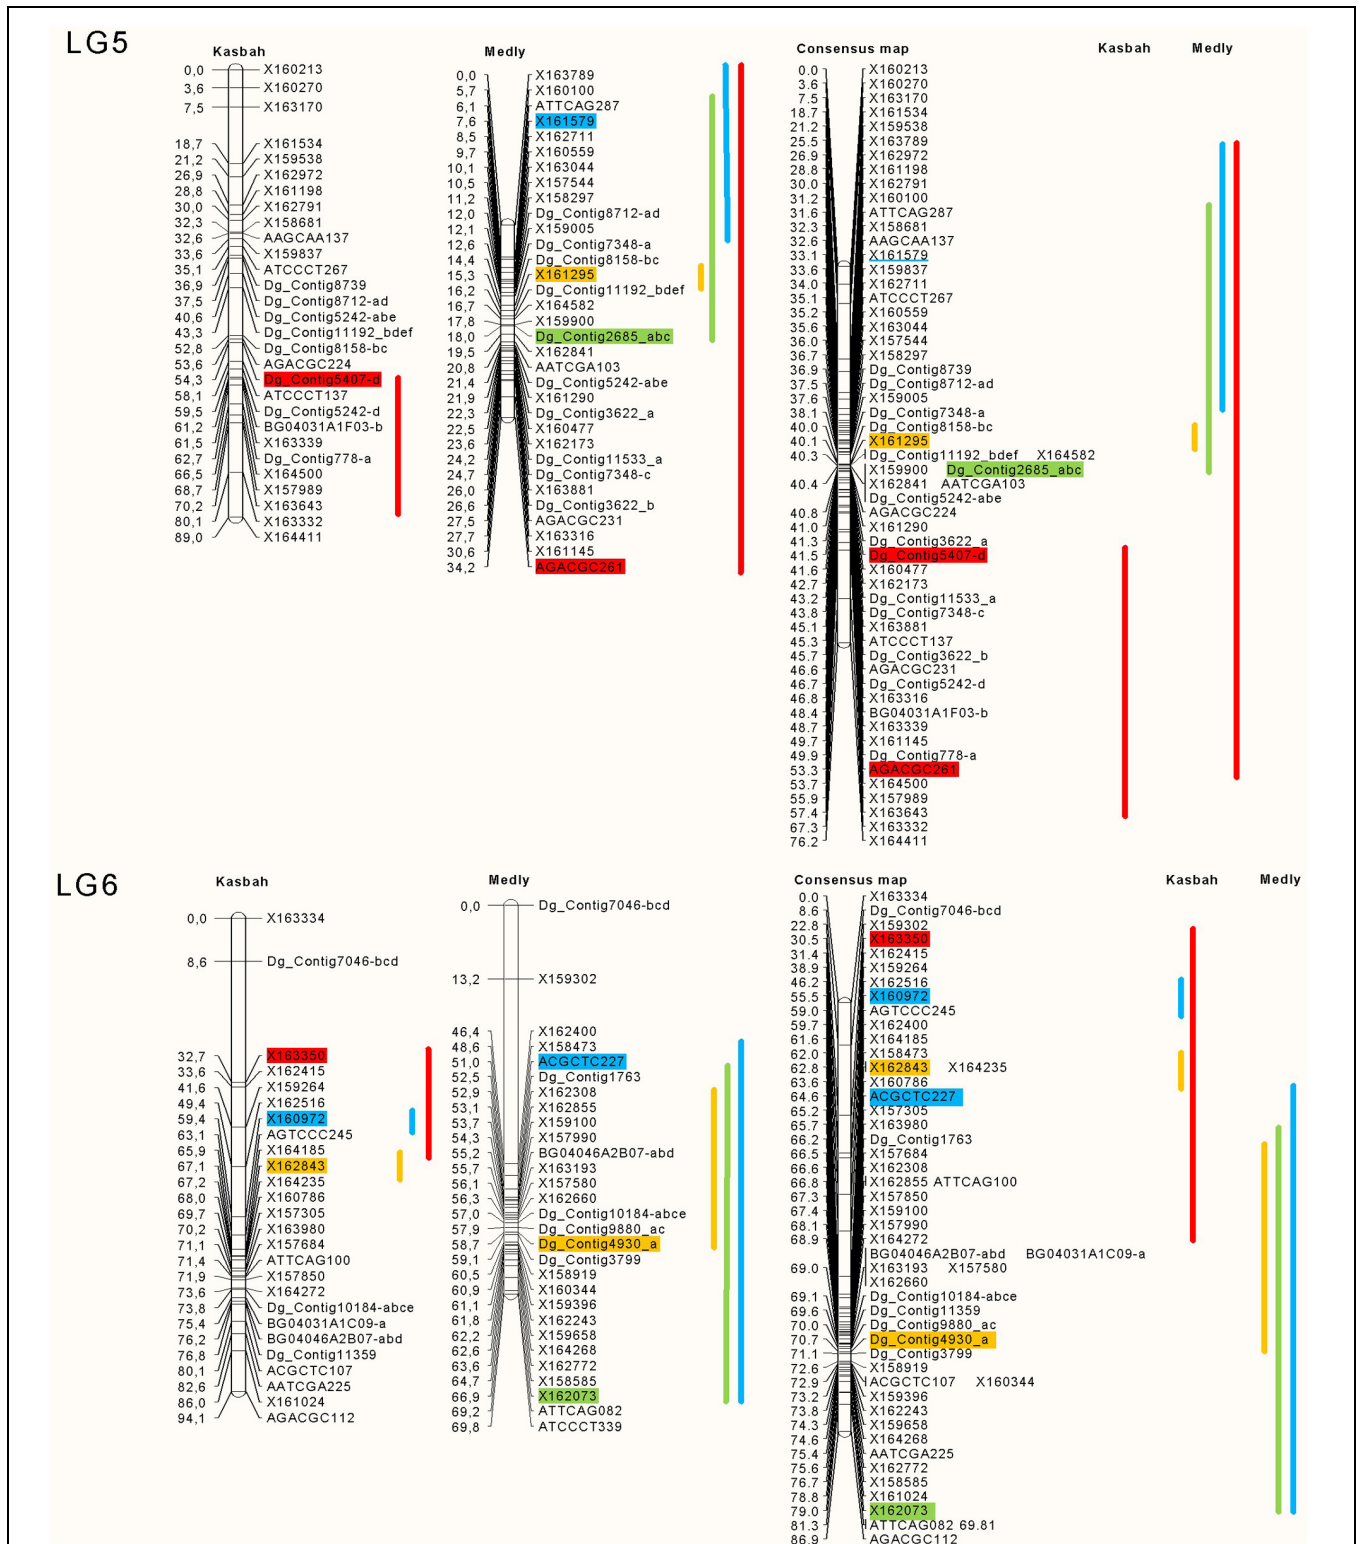 LG5
Kasbah
0,0 X160213
3,6 X160270
7,5 X163170
18,7 X161534
21,2 X159538
26,9 X162972
28,8 X161198
30,0 X162791
32,3 X158681
32,6 AAGCAA137
33,6 X159837
35,1 ATCCCT267
36,9 Dg_Contig8739
37,5 Dg_Contig8712-ad
40,6 Dg_Contig5242-abe
43,3 Dg_Contig11192_bdef
52,8 Dg_Contig8158-bc
53,6 AGACGC224
54,3 Dg_Contig5407-d
58,1 ATCCCT137
59,5 Dg_Contig5242-d
61,2 BG04031A1F03-b
61,5 X163339
62,7 Dg_Contig778-a
66,5 X164500
68,7 X157989
70,2 X163643
80,1 X163332
89,0 X164411
Medly
0,0 X163789
5,7 X160100
6,1 ATTCAG287
7,6 X161579
8,5 X162711
9,7 X160559
10,1 X163044
10,5 X157544
11,2 X158297
12,0 Dg_Contig8712-ad
12,1 X159005
12,6 Dg_Contig7348-a
14,4 Dg_Contig8158-bc
15,3 X161295
16,2 Dg_Contig11192_bdef
16,7 X164582
17,8 X159900
18,0 Dg_Contig2685_abc
19,5 X162841
20,8 AATCGA103
21,4 Dg_Contig5242-abe
21,9 X161290
22,3 Dg_Contig3622_a
22,5 X160477
23,6 X162173
24,2 Dg_Contig11533_a
24,7 Dg_Contig7348-c
26,0 X163881
26,6 Dg_Contig3622_b
27,5 AGACGC231
27,7 X163316
30,6 X161145
34,2 AGACGC261
Consensus map Kasbah Medly
0.0 X160213
3.6 X160270
7.5 X163170
18.7 X161534
21.2 X159538
25.5 X163789
26.9 X162972
28.8 X161198
30.0 X162791
31.2 X160100
31.6 ATTCAG287
32.3 X158681
32.6 AAGCAA137
33.1 X161579
33.6 X159837
34.0 X162711
35.1 ATCCCT267
35.2 X160559
35.6 X163044
36.0 X157544
36.7 X158297
36.9 Dg_Contig8739
37.5 Dg_Contig8712-ad
37.6 X159005
38.1 Dg_Contig7348-a
40.0 Dg_Contig8158-bc
40.1 X161295
40.3 Dg_Contig11192_bdef X164582
X159900 Dg_Contig2685_abc
40.4 X162841 AATCGA103
Dg_Contig5242-abe
40.8 AGACGC224
41.0 X161290
41.3 Dg_Contig3622_a
41.5 Dg_Contig5407-d
41.6 X160477
42.7 X162173
43.2 Dg_Contig11533_a
43.8 Dg_Contig7348-c
45.1 X163881
45.3 ATCCCT137
45.7 Dg_Contig3622_b
46.6 AGACGC231
46.7 Dg_Contig5242-d
46.8 X163316
48.4 BG04031A1F03-b
48.7 X163339
49.7 X161145
49.9 Dg_Contig778-a
53.3 AGACGC261
53.7 X164500
55.9 X157989
57.4 X163643
67.3 X163332
76.2 X164411
LG6
Kasbah
0,0 X163334
8,6 Dg_Contig7046-bcd
32,7 X163350
33,6 X162415
41,6 X159264
49,4 X162516
59,4 X160972
63,1 AGTCCC245
65,9 X164185
67,1 X162843
67,2 X164235
68,0 X160786
69,7 X157305
70,2 X163980
71,1 X157684
71,4 ATTCAG100
71,9 X157850
73,6 X164272
73,8 Dg_Contig10184-abce
75,4 BG04031A1C09-a
76,2 BG04046A2B07-abd
76,8 Dg_Contig11359
80,1 ACGCTC107
82,6 AATCGA225
86,0 X161024
94,1 AGACGC112
Medly
0,0 Dg_Contig7046-bcd
13,2 X159302
46,4 X162400
48,6 X158473
51,0 ACGCTC227
52,5 Dg_Contig1763
52,9 X162308
53,1 X162855
53,7 X159100
54,3 X157990
55,2 BG04046A2B07-abd
55,7 X163193
56,1 X157580
56,3 X162660
57,0 Dg_Contig10184-abce
57,9 Dg_Contig9880_ac
58,7 Dg_Contig4930_a
59,1 Dg_Contig3799
60,5 X158919
60,9 X160344
61,1 X159396
61,8 X162243
62,2 X159658
62,6 X164268
63,6 X162772
64,7 X158585
66,9 X162073
69,2 ATTCAG082
69,8 ATCCCT339
Consensus map Kasbah Medly
0.0 X163334
8.6 Dg_Contig7046-bcd
22.8 X159302
30.5 X163350
31.4 X162415
38.9 X159264
46.2 X162516
55.5 X160972
59.0 AGTCCC245
59.7 X162400
61.6 X164185
62.0 X158473
62.8 X162843 X164235
63.6 X160786
64.6 ACGCTC227
65.2 X157305
65.7 X163980
66.2 Dg_Contig1763
66.5 X157684
66.6 X162308
66.8 X162855 ATTCAG100
67.3 X157850
67.4 X159100
68.1 X157990
68.9 X164272
BG04046A2B07-abd BG04031A1C09-a
69.0 X163193 X157580
X162660
69.1 Dg_Contig10184-abce
69.6 Dg_Contig11359
70.0 Dg_Contig9880_ac
70.7 Dg_Contig4930_a
71.1 Dg_Contig3799
72.6 X158919
72.9 ACGCTC107 X160344
73.2 X159396
73.8 X162243
74.3 X159658
74.6 X164268
75.4 AATCGA225
75.6 X162772
76.7 X158585
78.8 X161024
79.0 X162073
81.3 ATTCAG082 69.81
86.9 AGACGC112